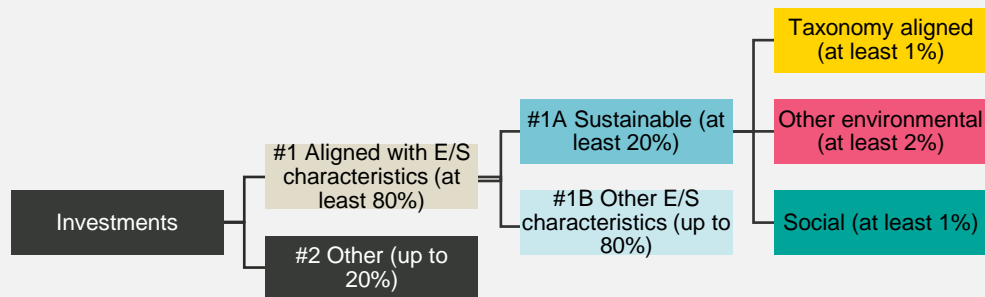 Investments
#1 Aligned with E/S
characteristics (at
least 80%)
#2 Other (up to
20%)
#1A Sustainable (at
least 20%)
#1B Other E/S
characteristics (up to
80%)
Taxonomy aligned
(at least 1%)
Other environmental
(at least 2%)
Social (at least 1%)